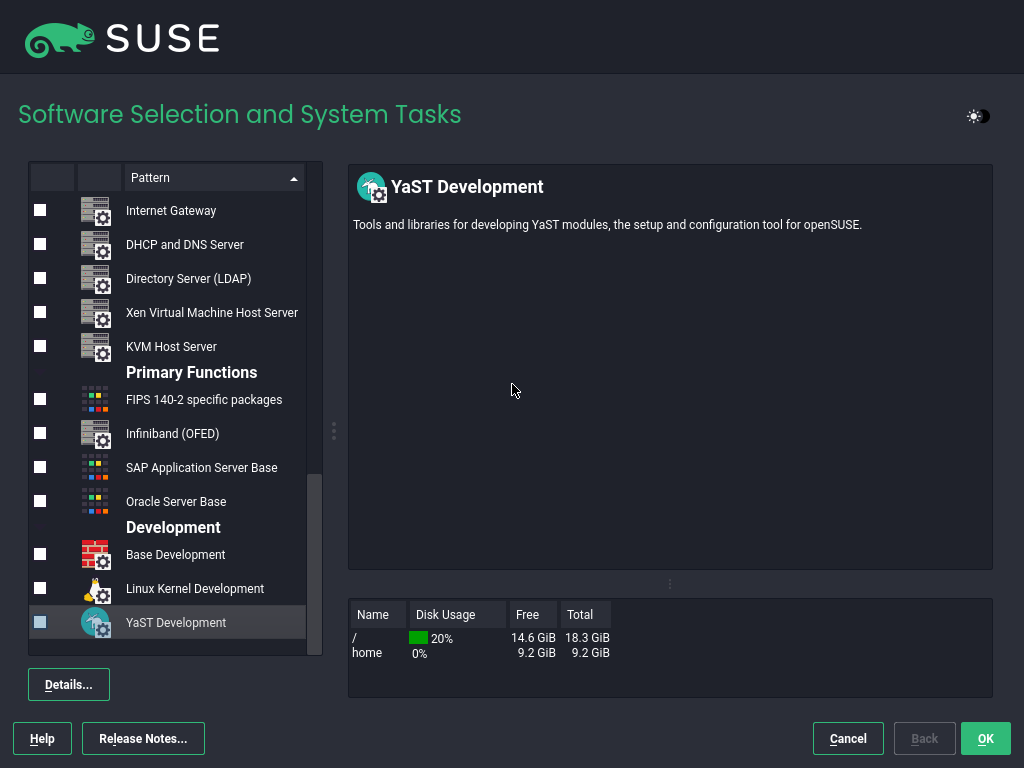 SUSE
Software Selection and System Tasks
Pattern
Internet Gateway
DHCP and DNS Server
Directory Server (LDAP)
Xen Virtual Machine Host Server
KVM Host Server
Primary Functions
FIPS 140-2 specific packages
Infiniband (OFED)
SAP Application Server Base
Oracle Server Base
Development
Base Development
Linux Kernel Development
YaST Development
Details...
YaST Development
Tools and libraries for developing YaST modules, the setup and configuration tool for openSUSE.
Name Disk Usage Free Total
/ 20% 14.6 GiB 18.3 GiB
home 0% 9.2 GiB 9.2 GiB
Help Release Notes... Cancel Back OK